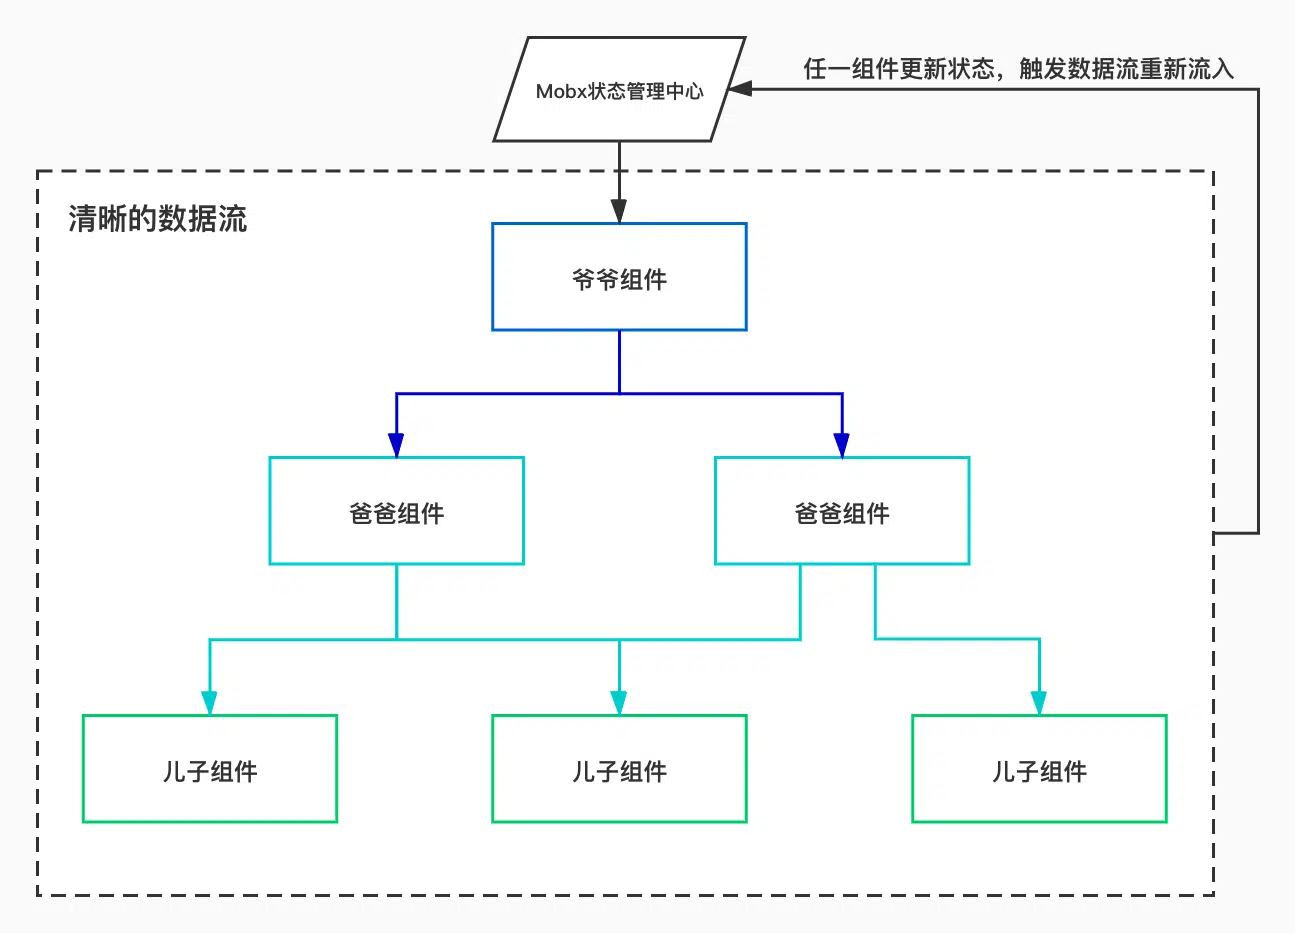 任一组件更新状态，触发数据流重新流入
Mobx状态管理中心
清晰的数据流
爷爷组件
爸爸组件
爸爸组件
儿子组件
儿子组件
儿子组件